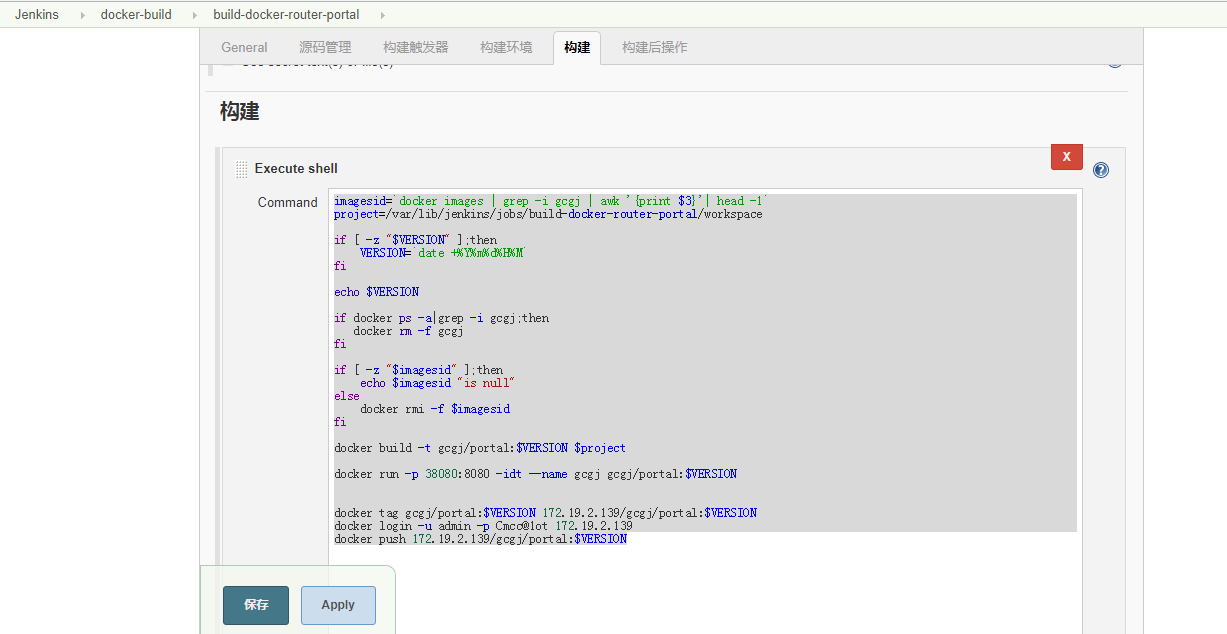 Jenkins docker-build build-docker-router-portal
General 源码管理 构建触发器 构建环境 构建 构建后操作
构建
X
Execute shell
Command
imagesid=`docker images | grep -i gcgj | awk '{print $3}'| head -1`
project=/var/lib/jenkins/jobs/build-docker-router-portal/workspace
if [ -z "$VERSION" ];then
VERSION=`date +%Y%m%d%H%M`
fi
echo $VERSION
if docker ps -a|grep -i gcgj;then
docker rm -f gcgj
fi
if [ -z "$imagesid" ];then
echo $imagesid "is null"
else
docker rmi -f $imagesid
fi
docker build -t gcgj/portal:$VERSION $project
docker run -p 38080:8080 -idt --name gcgj gcgj/portal:$VERSION
docker tag gcgj/portal:$VERSION 172.19.2.139/gcgj/portal:$VERSION
docker login -u admin -p Cmcc@1ot 172.19.2.139
docker push 172.19.2.139/gcgj/portal:$VERSION
保存 Apply